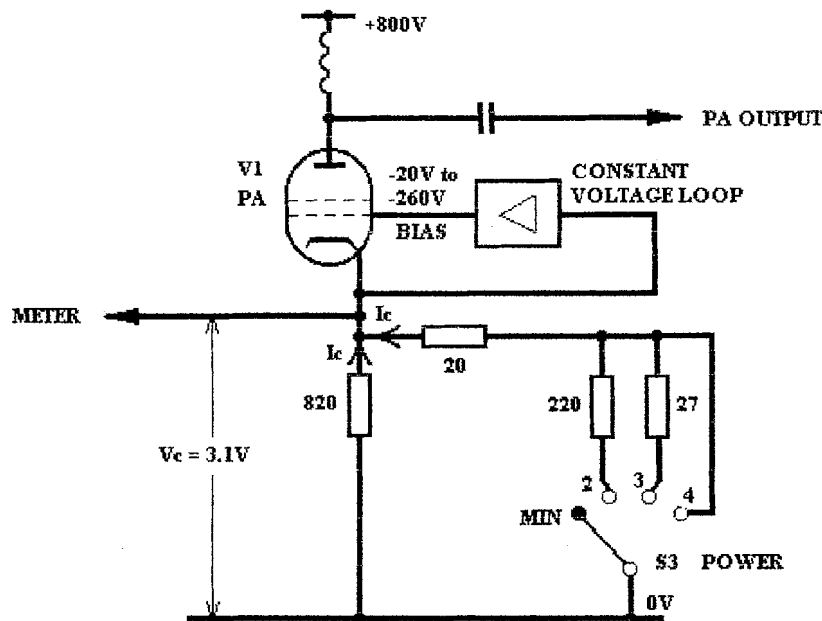 +800V
PA OUTPUT
V1
PA
-20V to
-260V
BIAS
CONSTANT
VOLTAGE LOOP
METER
Ic
Ic
20
820
220
27
Vc = 3.1V
2
3
4
MIN
S3 POWER
0V